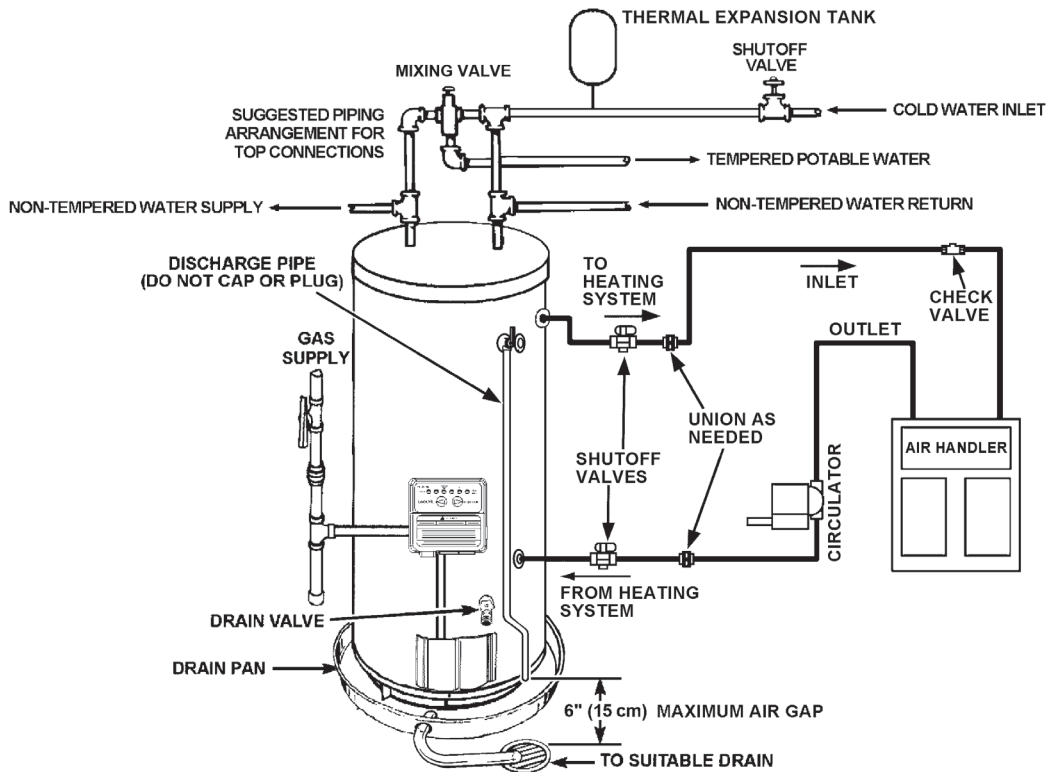 THERMAL EXPANSION TANK
SHUTOFF
VALVE
MIXING VALVE
COLD WATER INLET
SUGGESTED PIPING
ARRANGEMENT FOR
TOP CONNECTIONS
TEMPERED POTABLE WATER
NON-TEMPERED WATER SUPPLY
NON-TEMPERED WATER RETURN
DISCHARGE PIPE
(DO NOT CAP OR PLUG)
TO
HEATING
SYSTEM
INLET
CHECK
VALVE
GAS
SUPPLY
OUTLET
UNION AS
NEEDED
AIR HANDLER
SHUTOFF
VALVES
CIRCULATOR
FROM HEATING
SYSTEM
DRAIN VALVE
DRAIN PAN
6" (15 cm) MAXIMUM AIR GAP
TO SUITABLE DRAIN